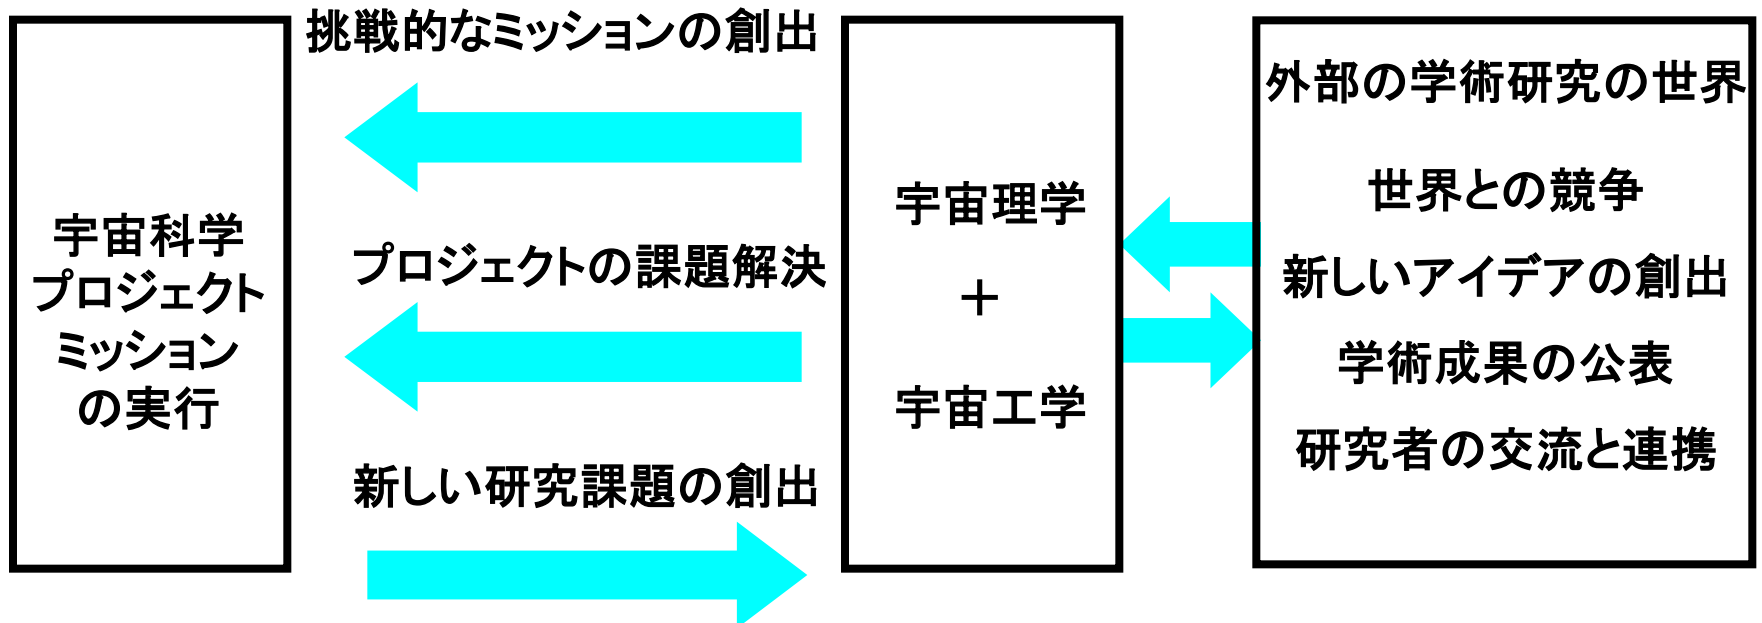 宇宙科学
プロジェクト
ミッション
の実行
挑戦的なミッションの創出
プロジェクトの課題解決
新しい研究課題の創出
宇宙理学
＋
宇宙工学
外部の学術研究の世界
世界との競争
新しいアイデアの創出
学術成果の公表
研究者の交流と連携